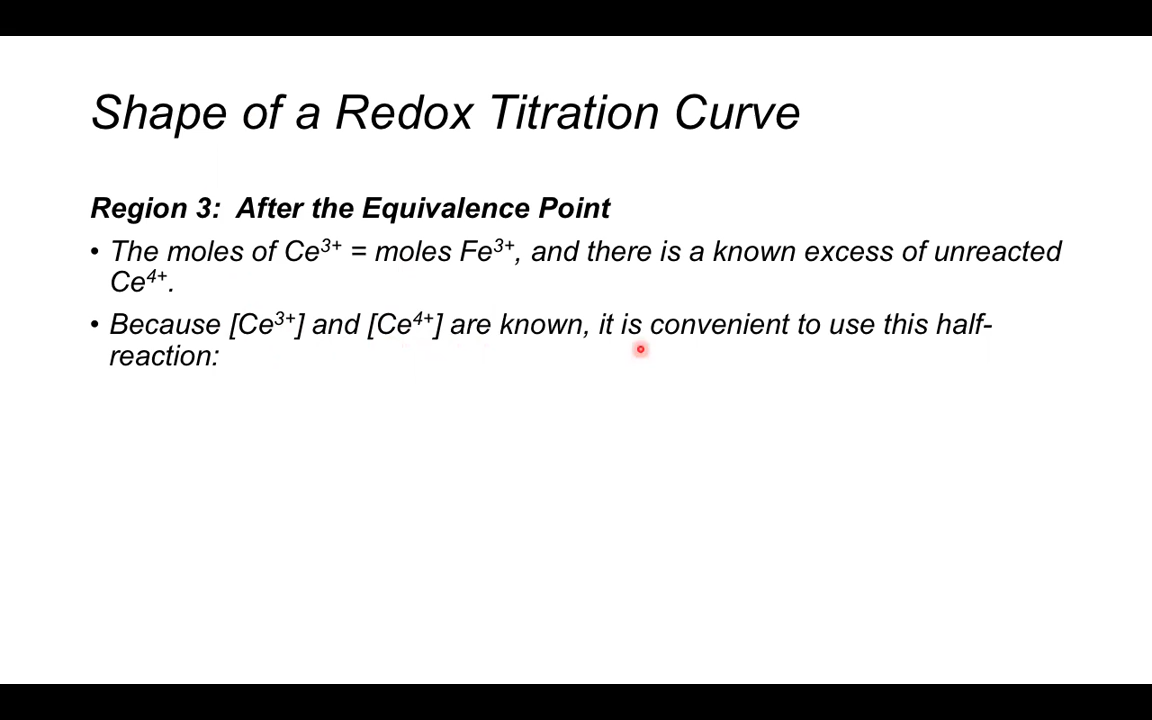 Shape of a Redox Titration Curve
Region 3:  After the Equivalence Point
• The moles of Ce³⁺ = moles Fe³⁺, and there is a known excess of unreacted
Ce⁴⁺.
• Because [Ce³⁺] and [Ce⁴⁺] are known, it is convenient to use this half-
reaction: